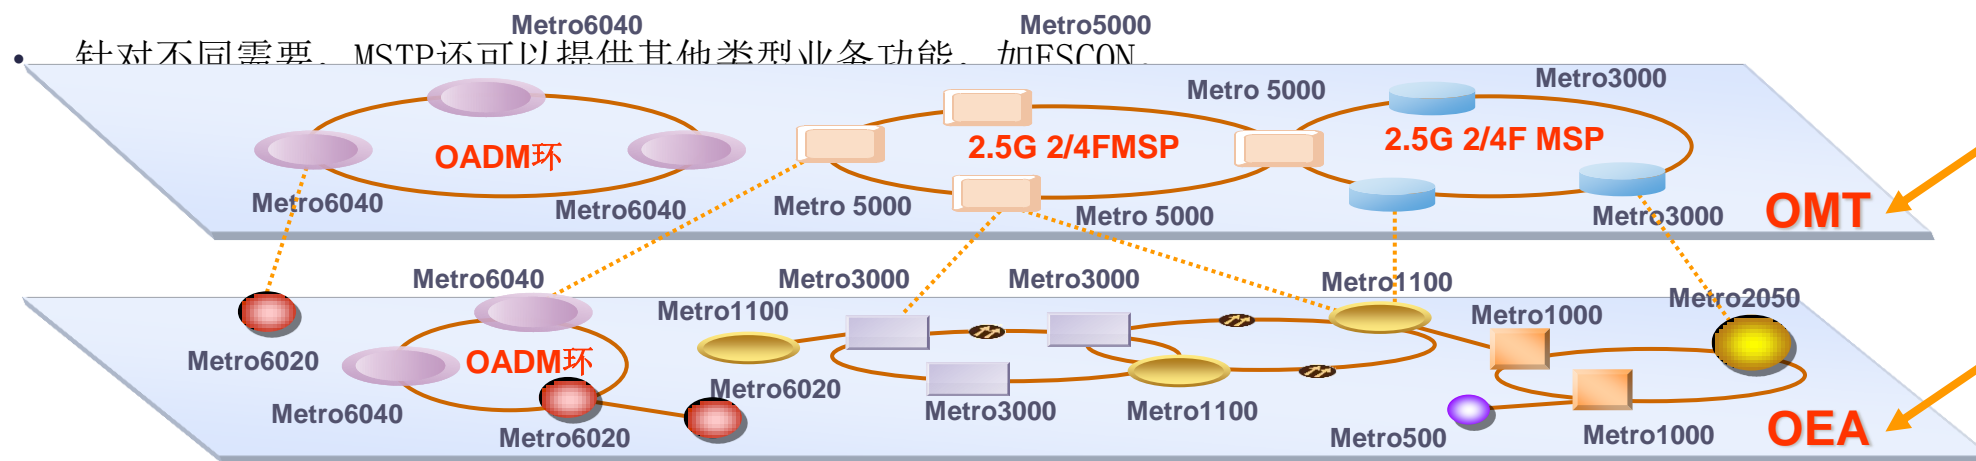 Metro6040
Metro5000
• 针对不同需要，MSTP还可以提供其他类型业务功能，如ESCON，
Metro 5000
Metro3000
OADM环
2.5G 2/4FMSP
2.5G 2/4F MSP
Metro6040
Metro6040
Metro 5000
Metro 5000
Metro3000
OMT
Metro6040
Metro3000
Metro3000
Metro1100
Metro2050
Metro1100
Metro1000
Metro6020
OADM环
Metro6020
Metro6040
Metro3000
Metro1100
Metro6020
Metro500
Metro1000
OEA